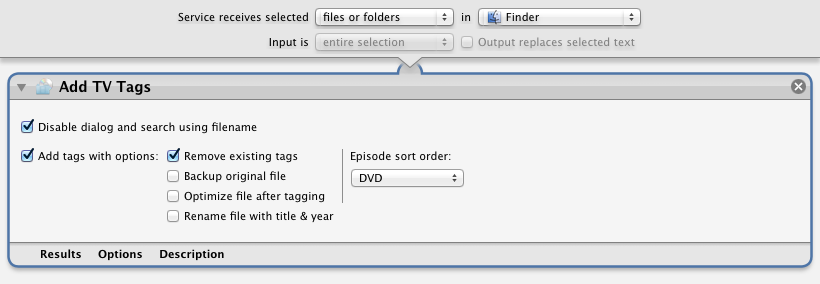 Service receives selected files or folders in Finder
Input is entire selection Output replaces selected text
Add TV Tags
Disable dialog and search using filename
Add tags with options: Remove existing tags Episode sort order:
Backup original file DVD
Optimize file after tagging
Rename file with title & year
Results Options Description